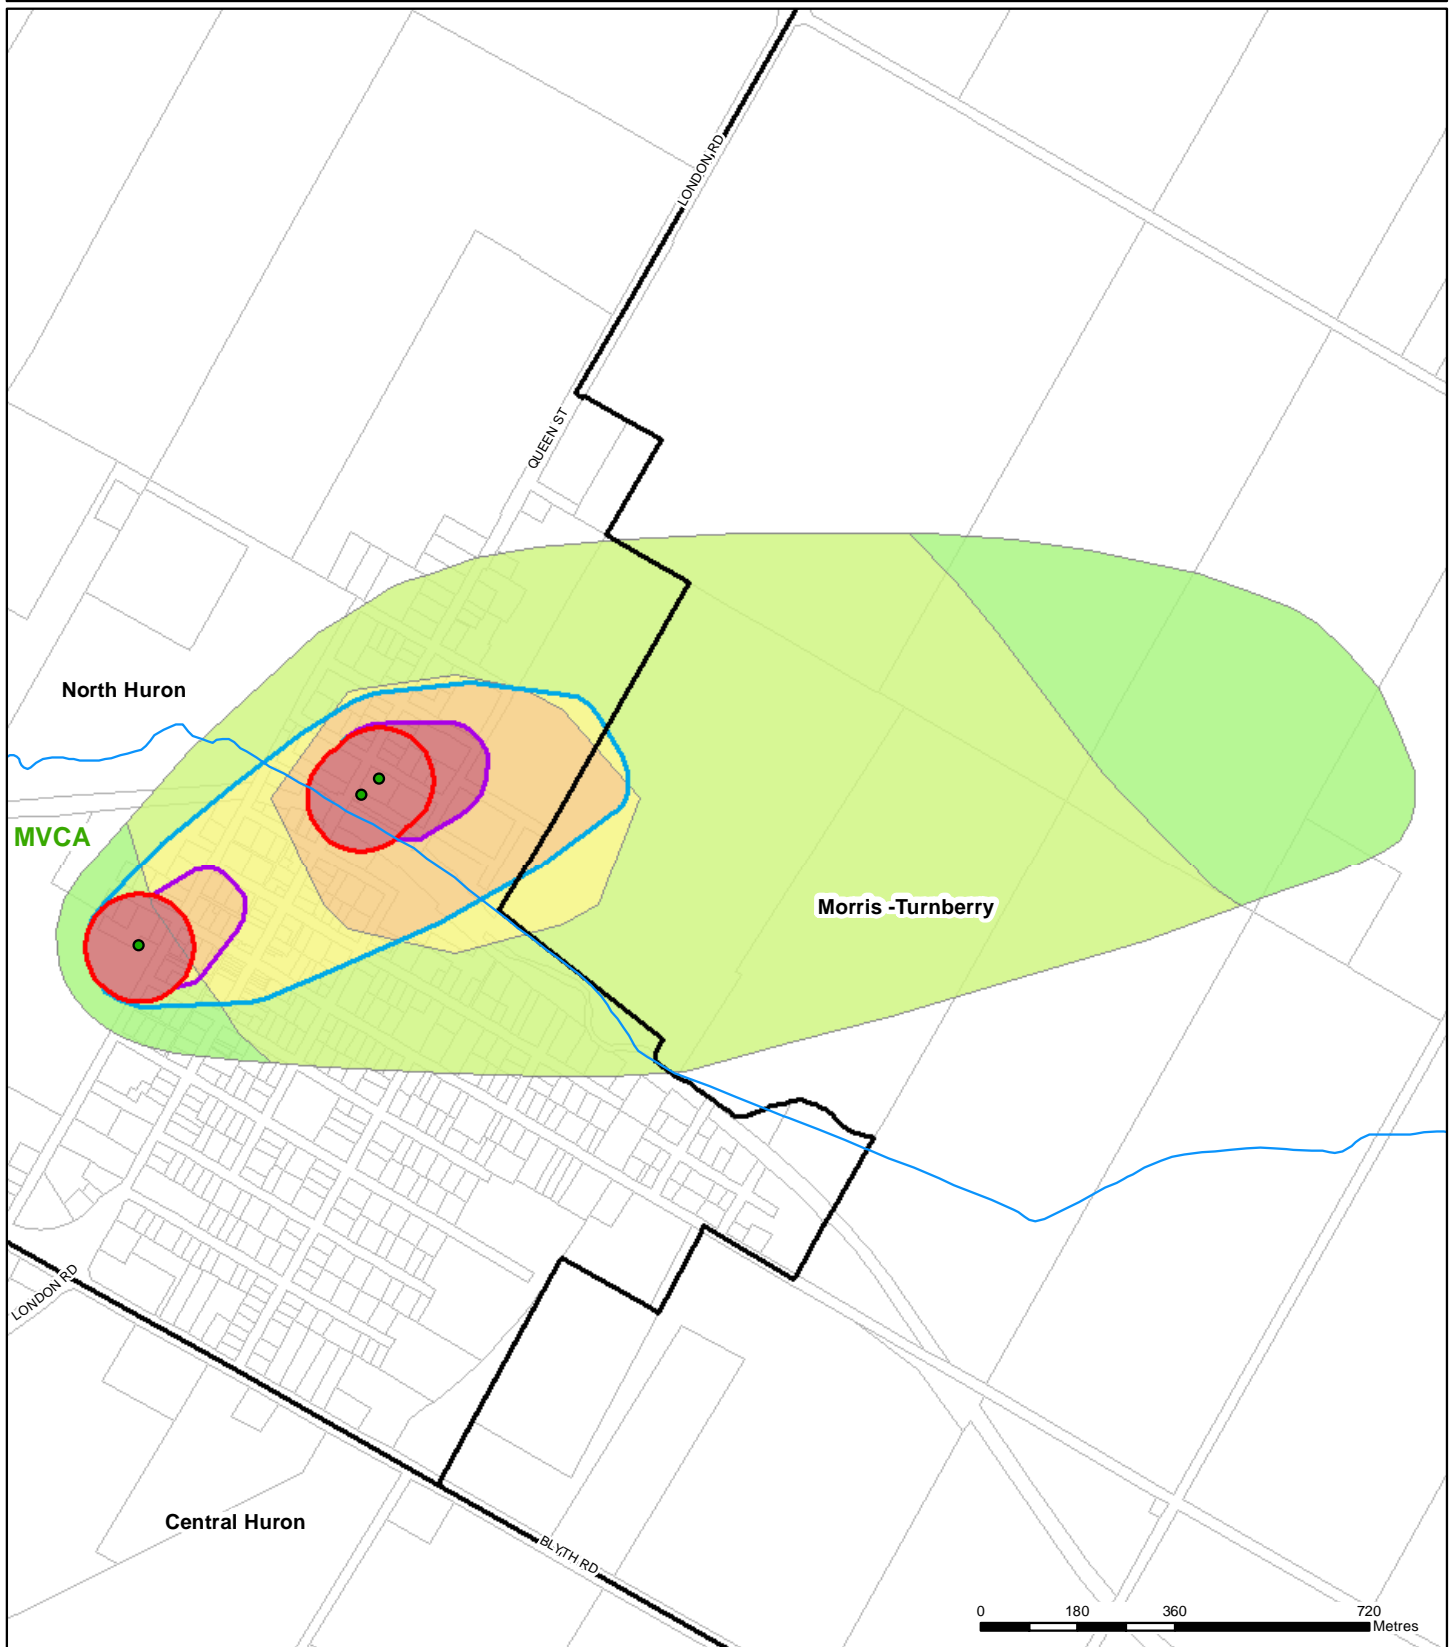 LONDON RD
QUEEN ST
North Huron
MVCA
Morris -Turnberry
LONDON RD
Central Huron
BLYTH RD
0 180 360 720
Metres